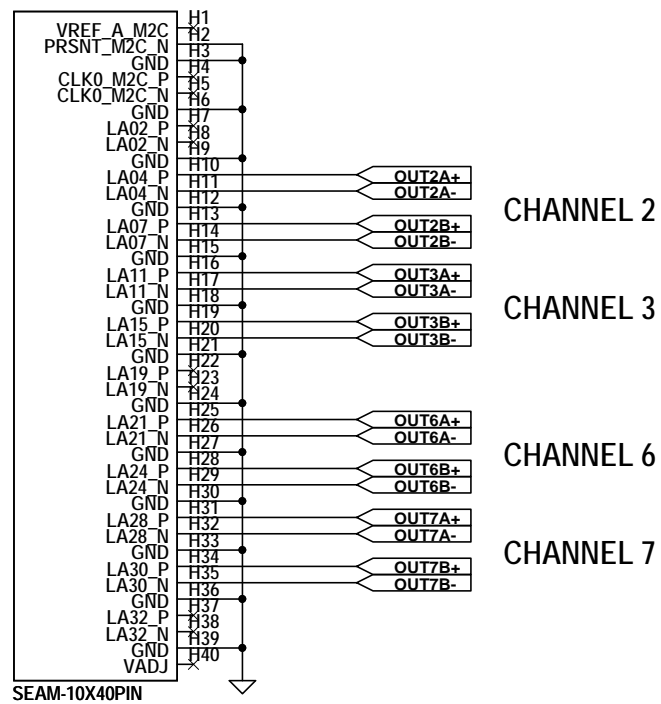 VREF_A_M2C H1
PRSNT_M2C_N H2
GND H3
CLK0_M2C_P H4
CLK0_M2C_N H5
GND H6
LA02_P H7
LA02_N H8
GND H9
LA04_P H10 OUT2A+
LA04_N H11 OUT2A-
GND H12
CHANNEL 2
LA07_P H13 OUT2B+
LA07_N H14 OUT2B-
GND H15
LA11_P H16 OUT3A+
LA11_N H17 OUT3A-
GND H18
CHANNEL 3
LA15_P H19 OUT3B+
LA15_N H20 OUT3B-
GND H21
LA19_P H22
LA19_N H23
GND H24
LA21_P H25 OUT6A+
LA21_N H26 OUT6A-
GND H27
CHANNEL 6
LA24_P H28 OUT6B+
LA24_N H29 OUT6B-
GND H30
LA28_P H31 OUT7A+
LA28_N H32 OUT7A-
GND H33
CHANNEL 7
LA30_P H34 OUT7B+
LA30_N H35 OUT7B-
GND H36
LA32_P H37
LA32_N H38
GND H39
VADJ H40
SEAM-10X40PIN